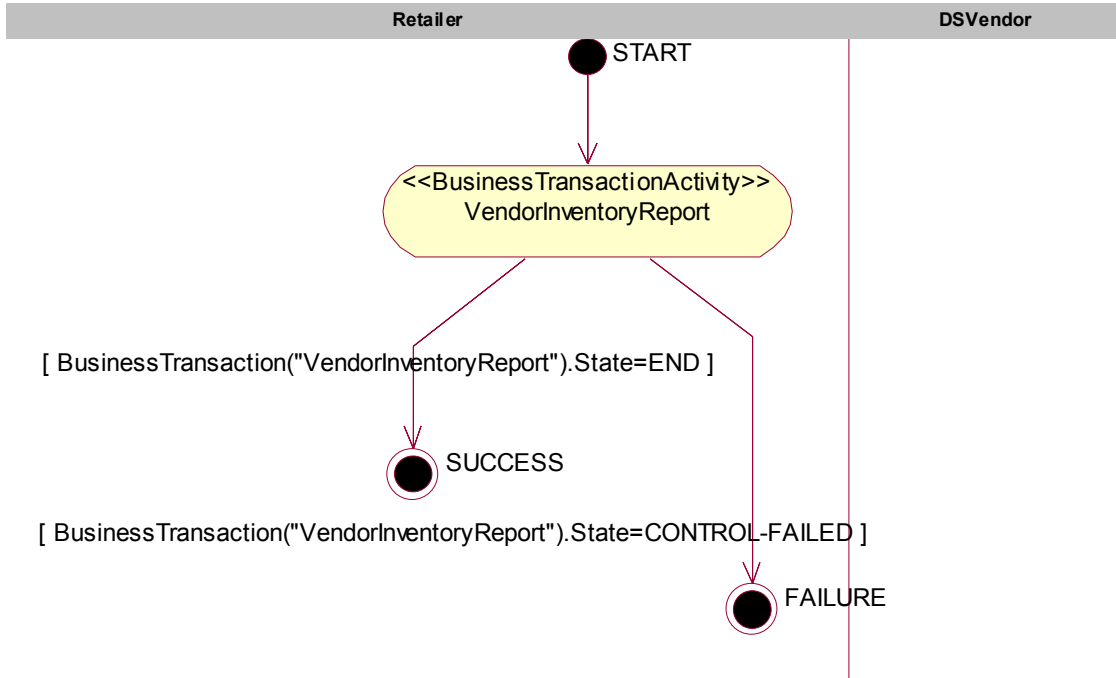 Retailer
DSVendor
START
<<BusinessTransactionActivity>>
VendorInventoryReport
[ BusinessTransaction("VendorInventoryReport").State=END ]
SUCCESS
[ BusinessTransaction("VendorInventoryReport").State=CONTROL-FAILED ]
FAILURE